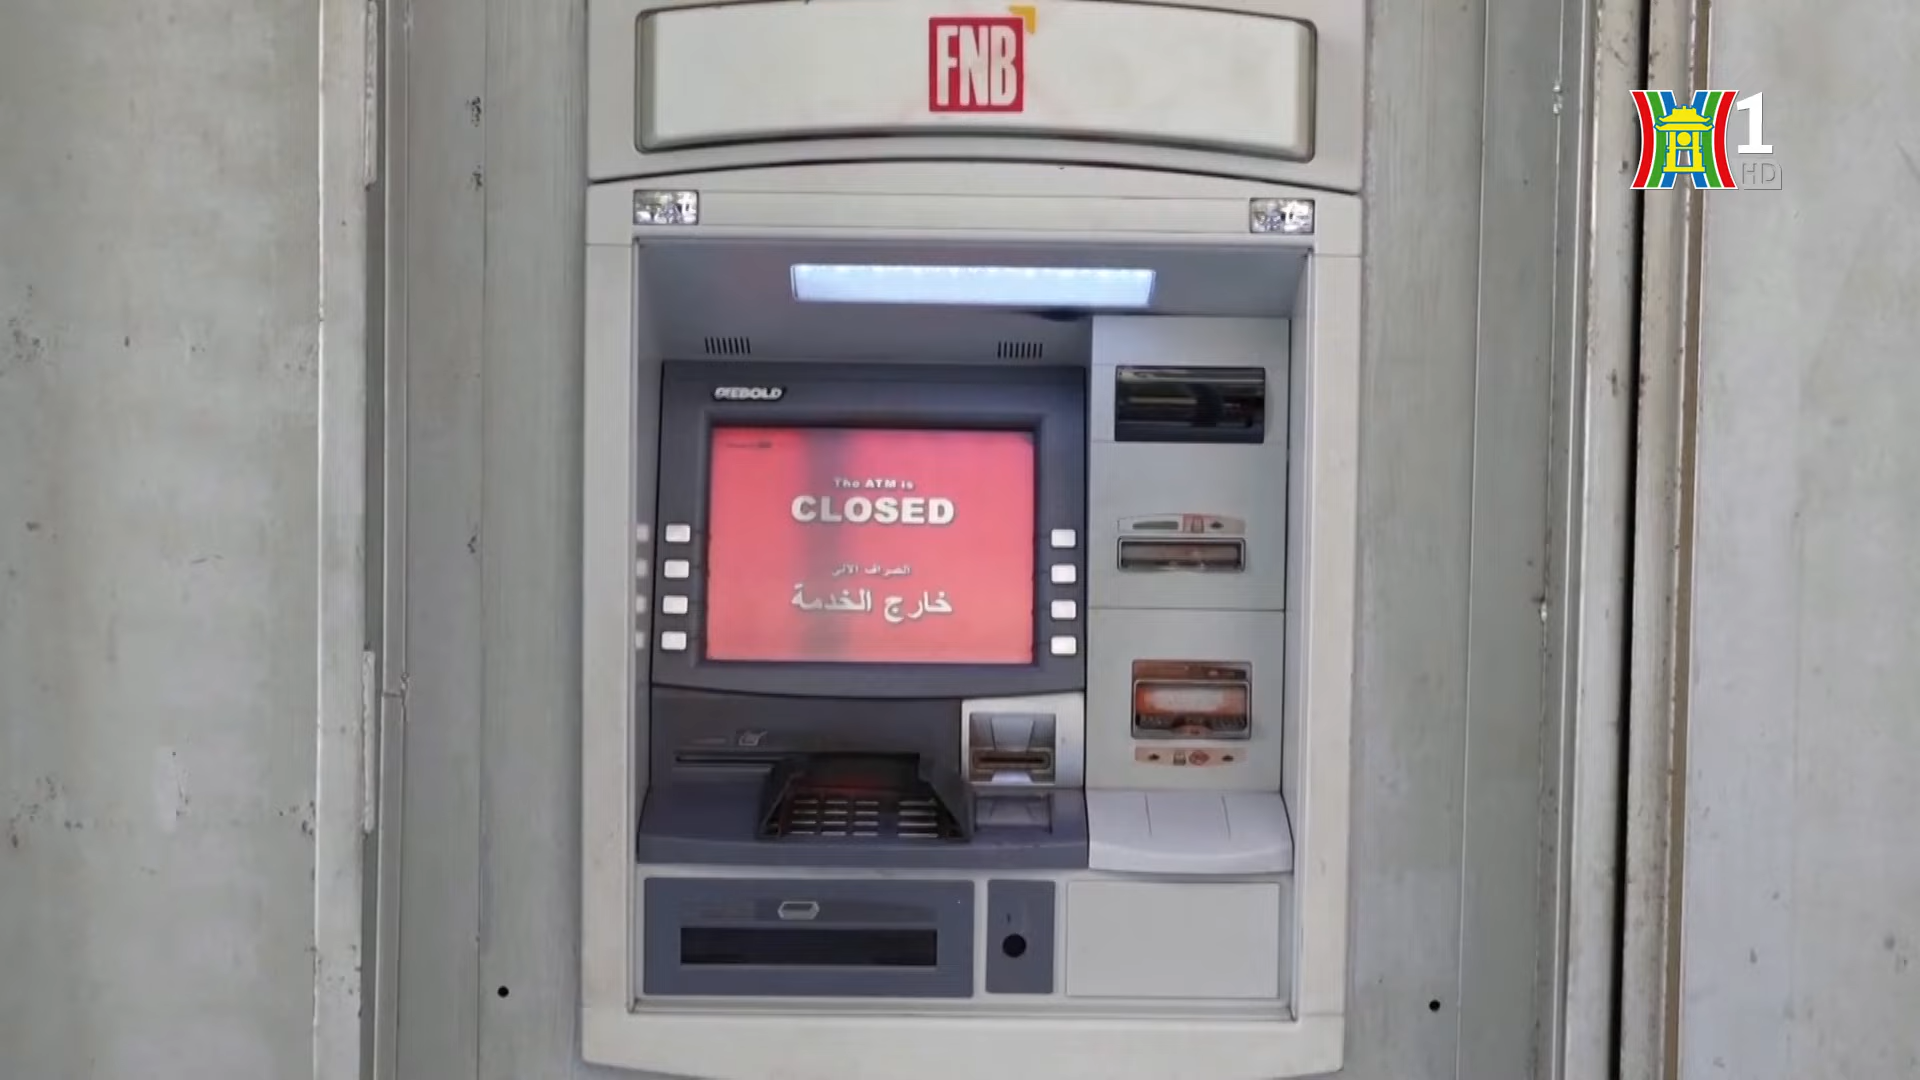 FNB
1
HD
DIEBOLD
The ATM is
CLOSED
الصراف الآلي
خارج الخدمة